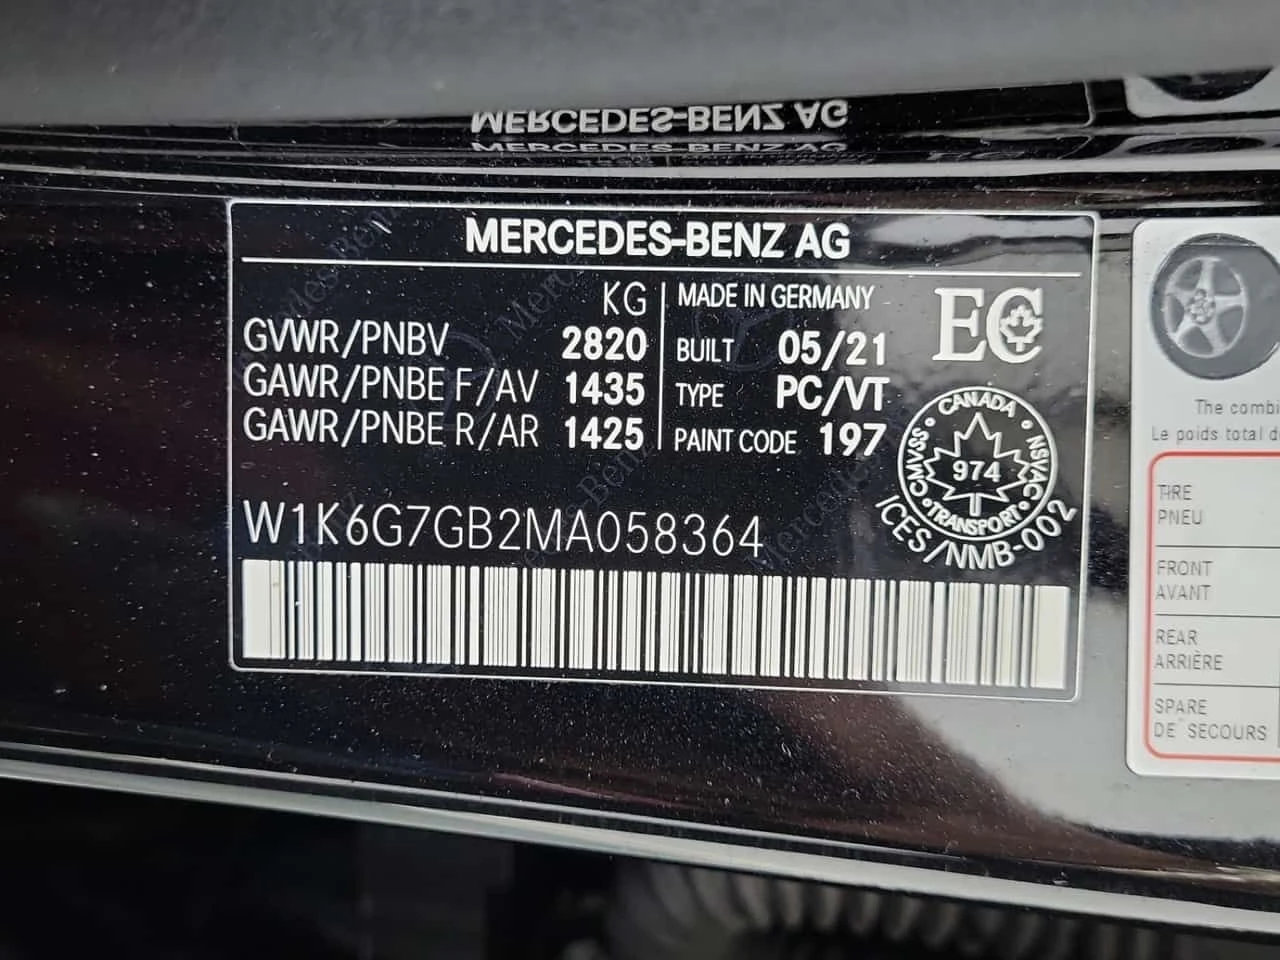 MERCEDES-BENZ AG
MERCEDES-BENZ AG
KG
GVWR/PNBV 2820
GAWR/PNBE F/AV 1435
GAWR/PNBE R/AR 1425
MADE IN GERMANY
BUILT 05/21
TYPE PC/VT
PAINT CODE 197
EC
CANADA
CMVSS
NSVAC
974
TRANSPORT
ICES/NMB-002
W1K6G7GB2MA058364
The combi
Le poids total d
TIRE
PNEU
FRONT
AVANT
REAR
ARRIÈRE
SPARE
DE SECOURS